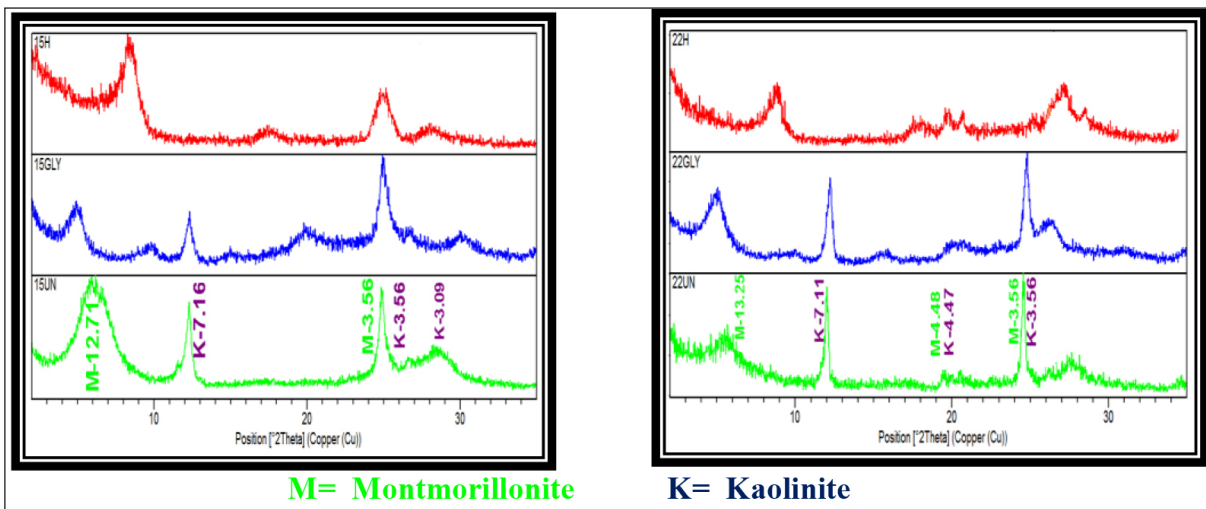 15H
15GLY
15UN
M-12.71
K-7.16
M-3.56
K-3.56
K-3.09
10 20 30
Position [°2Theta] (Copper (Cu))
22H
22GLY
22UN
M-13.25
K-7.11
M-4.48
K-4.47
M-3.56
K-3.56
10 20 30
Position [°2Theta] (Copper (Cu))
M= Montmorillonite K= Kaolinite